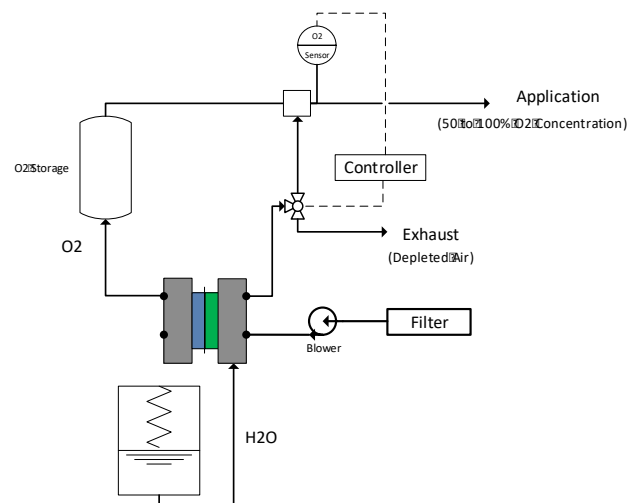 O2
Sensor
Application
(50 to 100% O2 Concentration)
Controller
O2 Storage
O2
Exhaust
(Depleted Air)
Filter
Blower
H2O